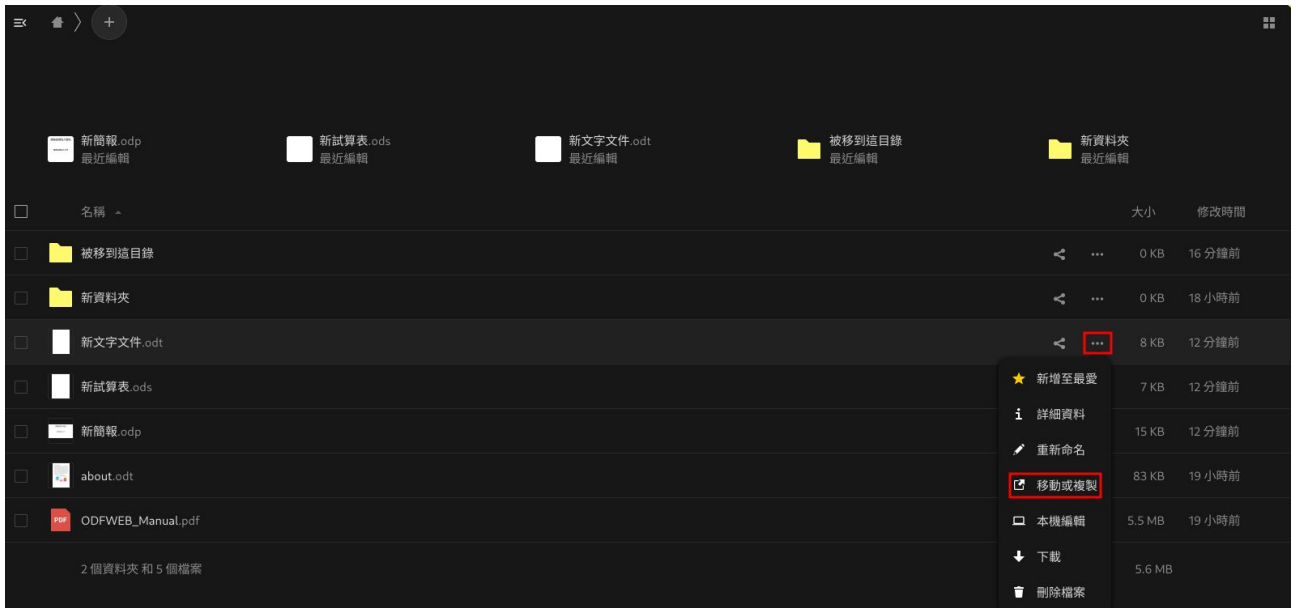 +
新簡報.odp
最近編輯
新試算表.ods
最近編輯
新文字文件.odt
最近編輯
被移到這目錄
最近編輯
新資料夾
最近編輯
名稱 大小 修改時間
被移到這目錄 0 KB 16 分鐘前
新資料夾 0 KB 18 小時前
新文字文件.odt 8 KB 12 分鐘前
新試算表.ods 7 KB 12 分鐘前
新簡報.odp 15 KB 12 分鐘前
about.odt 83 KB 19 小時前
PDF ODFWEB_Manual.pdf 5.5 MB 19 小時前
2 個資料夾 和 5 個檔案 5.6 MB
新增至最愛
詳細資料
重新命名
移動或複製
本機編輯
下載
刪除檔案